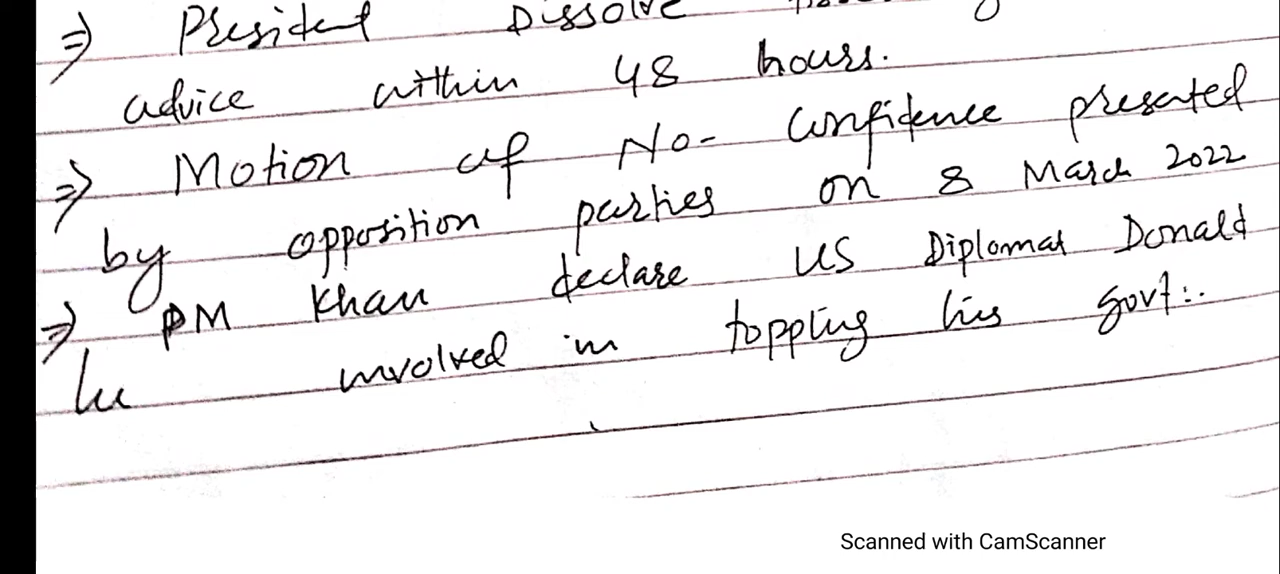 ⇒ President Dissolve
advice within 48 hours.
⇒ Motion of No- Confidence presented
by opposition parties on 8 March 2022
⇒ PM Khan declare US Diplomat Donald
Lu involved in toppling his govt:.
Scanned with CamScanner